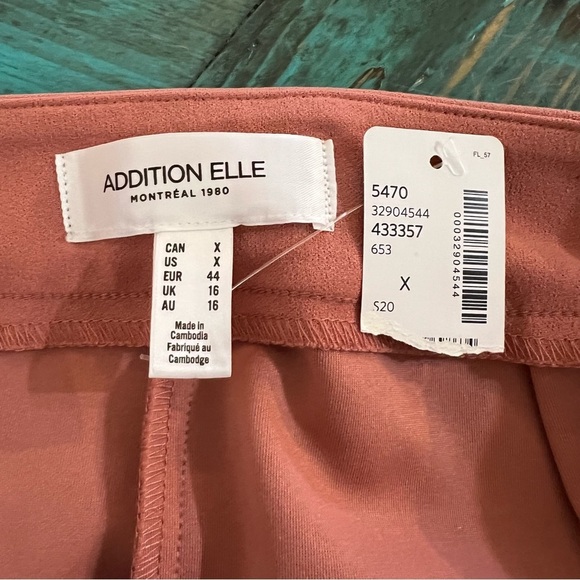 ADDITION ELLE
MONTRÉAL 1980
CAN X
US X
EUR 44
UK 16
AU 16
Made in
Cambodia
Fabriqué au
Cambodge
FL_57
5470
32904544
433357
653
X
S20
00032904544